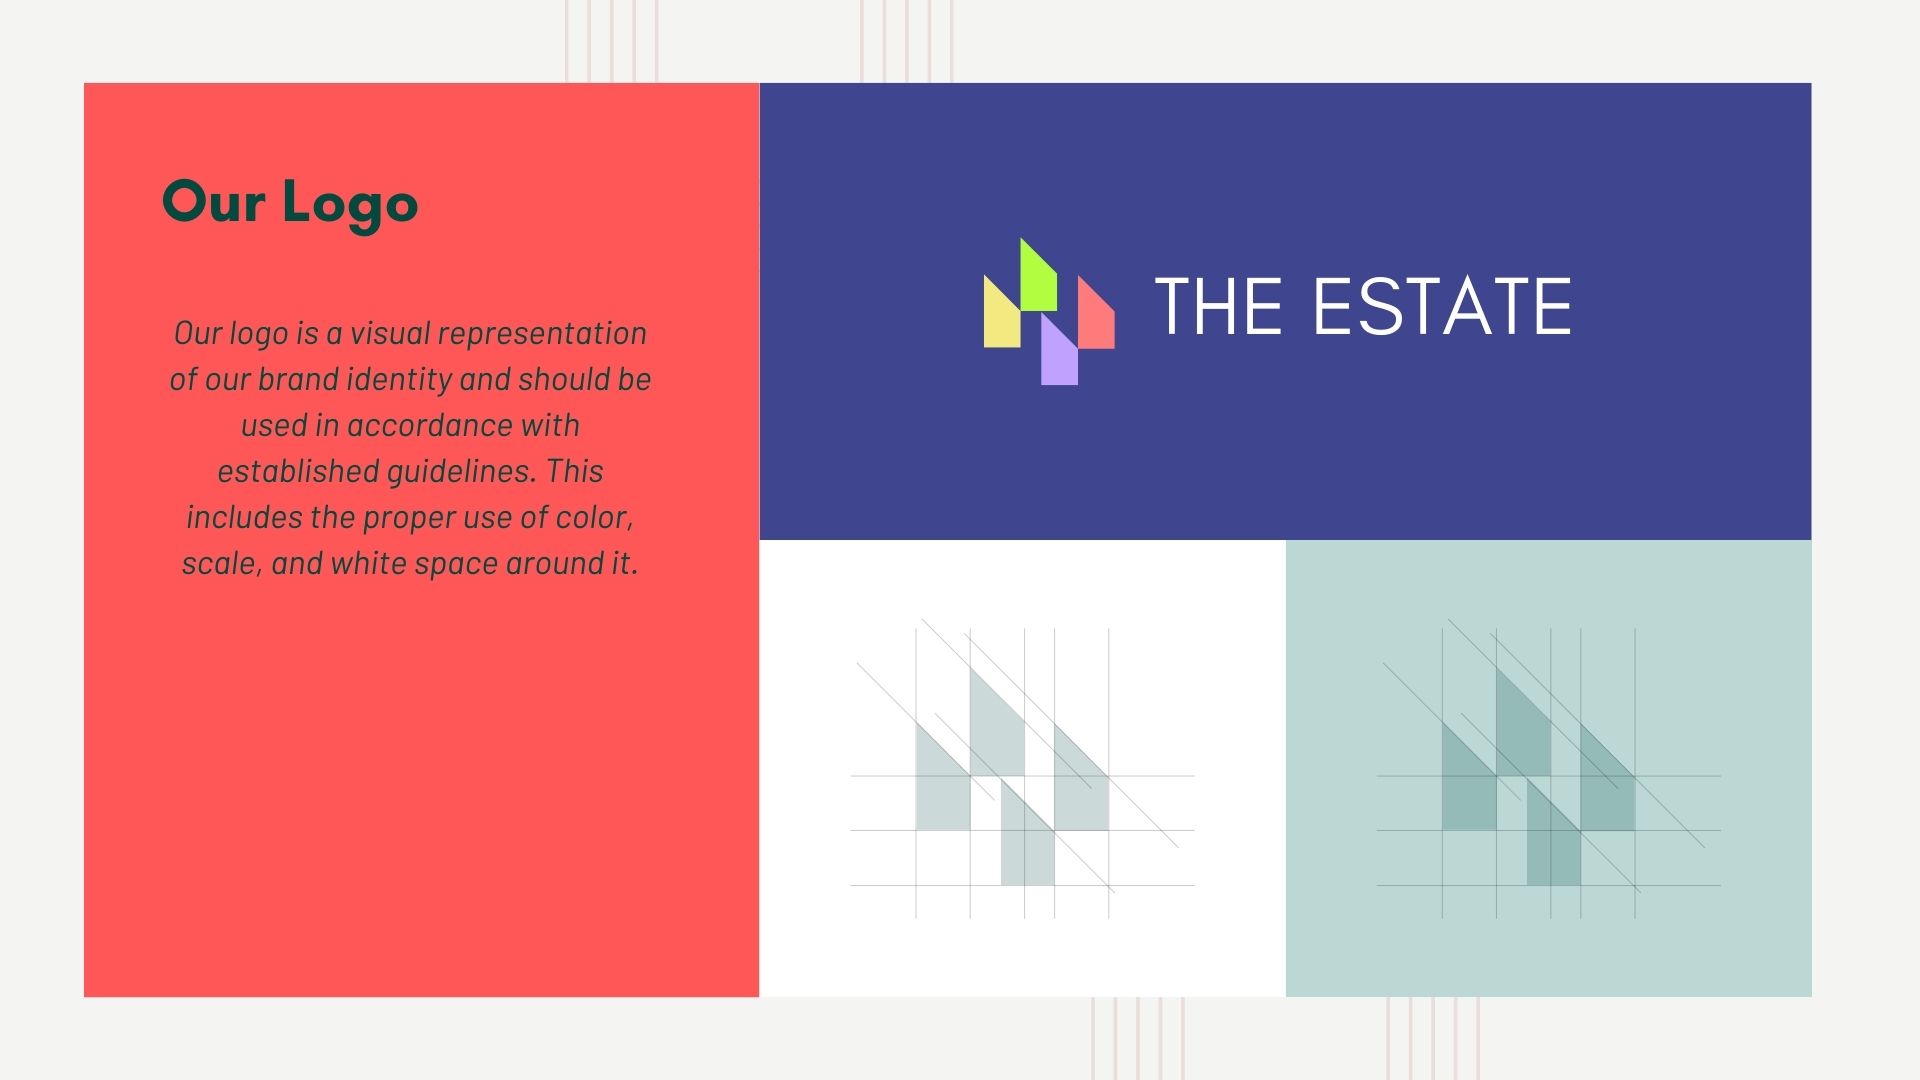 Our Logo
Our logo is a visual representation
of our brand identity and should be
used in accordance with
established guidelines. This
includes the proper use of color,
scale, and white space around it.
THE ESTATE